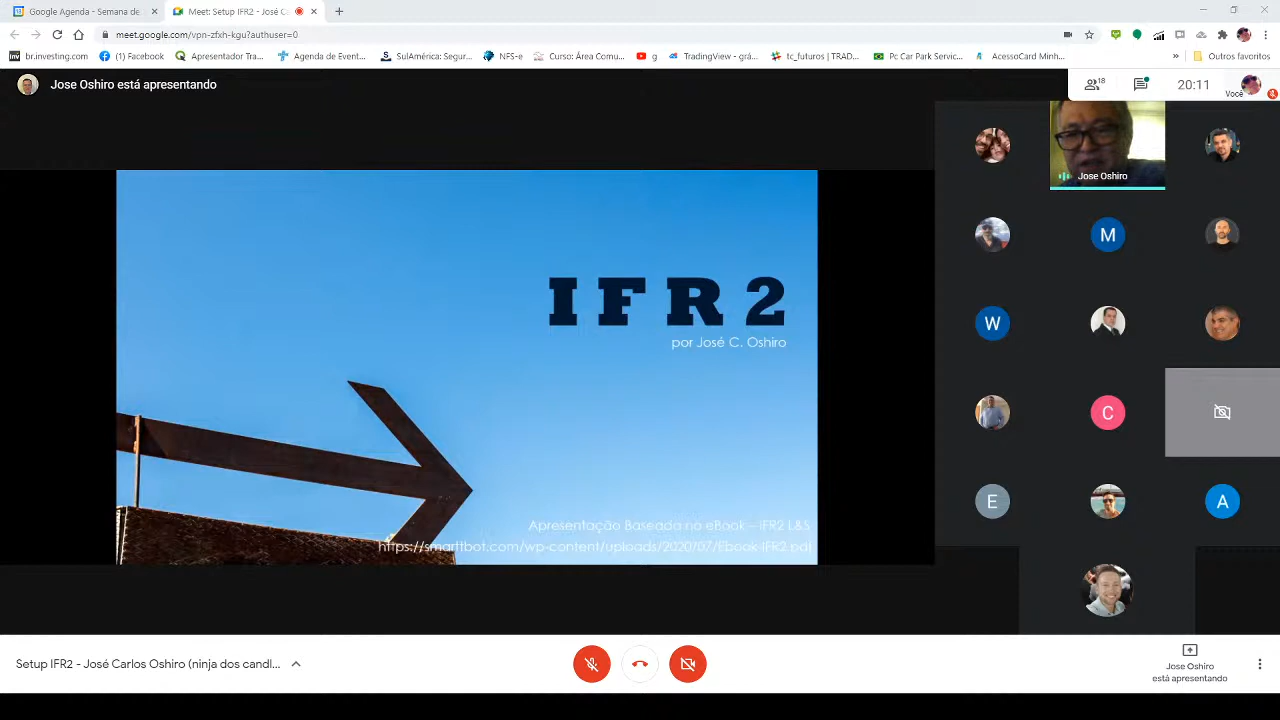 Google Agenda - Semana de
Meet: Setup IFR2 - José C
meet.google.com/vpn-zfxh-kgu?authuser=0
br.investing.com
(1) Facebook
Apresentador Tra...
Agenda de Event...
SulAmérica: Segur...
NFS-e
Curso: Área Comu...
g
TradingView - grá...
tc_futuros | TRAD...
Pc Car Park Servic...
AcessoCard Minha...
»
Outros favoritos
Jose Oshiro está apresentando
18
20:11
Você
Jose Oshiro
M
W
C
E
A
IFR2
por José C. Oshiro
Apresentação Baseada no eBook – IFR2 L&S
https://smarttbot.com/wp-content/uploads/2020/07/Ebook-IFR2.pdf
Setup IFR2 - José Carlos Oshiro (ninja dos candl...
Jose Oshiro
está apresentando